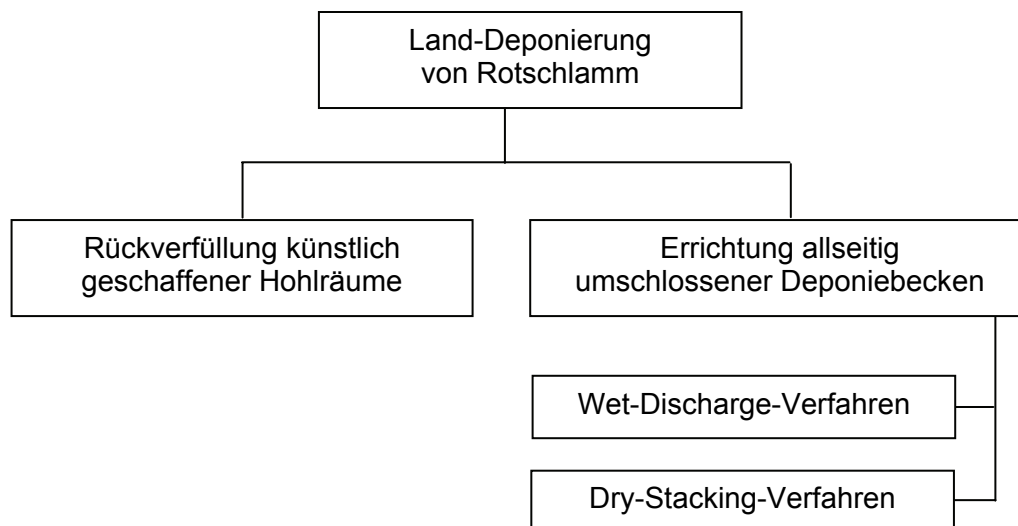 Land-Deponierung
von Rotschlamm
Rückverfüllung künstlich
geschaffener Hohlräume
Errichtung allseitig
umschlossener Deponiebecken
Wet-Discharge-Verfahren
Dry-Stacking-Verfahren